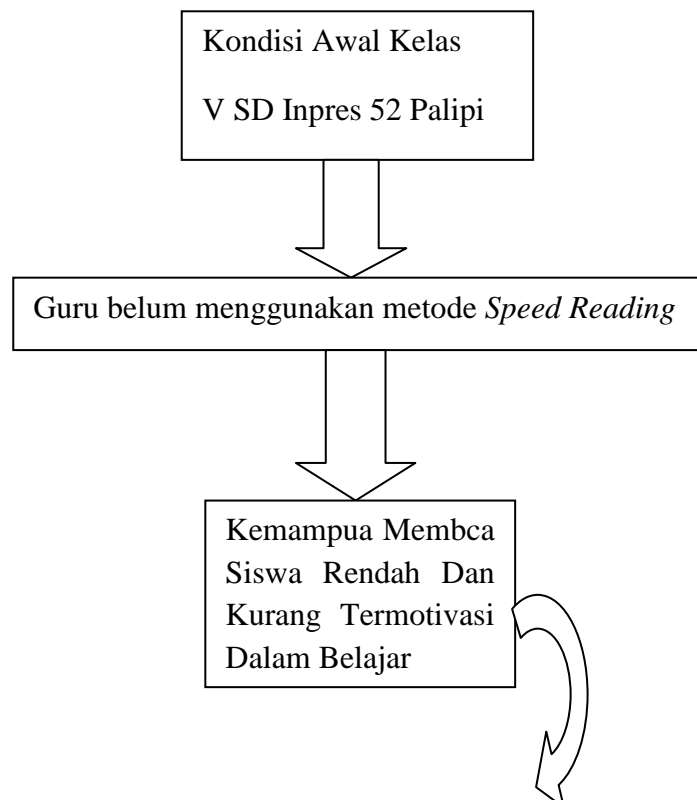 Kondisi Awal Kelas
V SD Inpres 52 Palipi
Guru belum menggunakan metode Speed Reading
Kemampua Membca
Siswa Rendah Dan
Kurang Termotivasi
Dalam Belajar